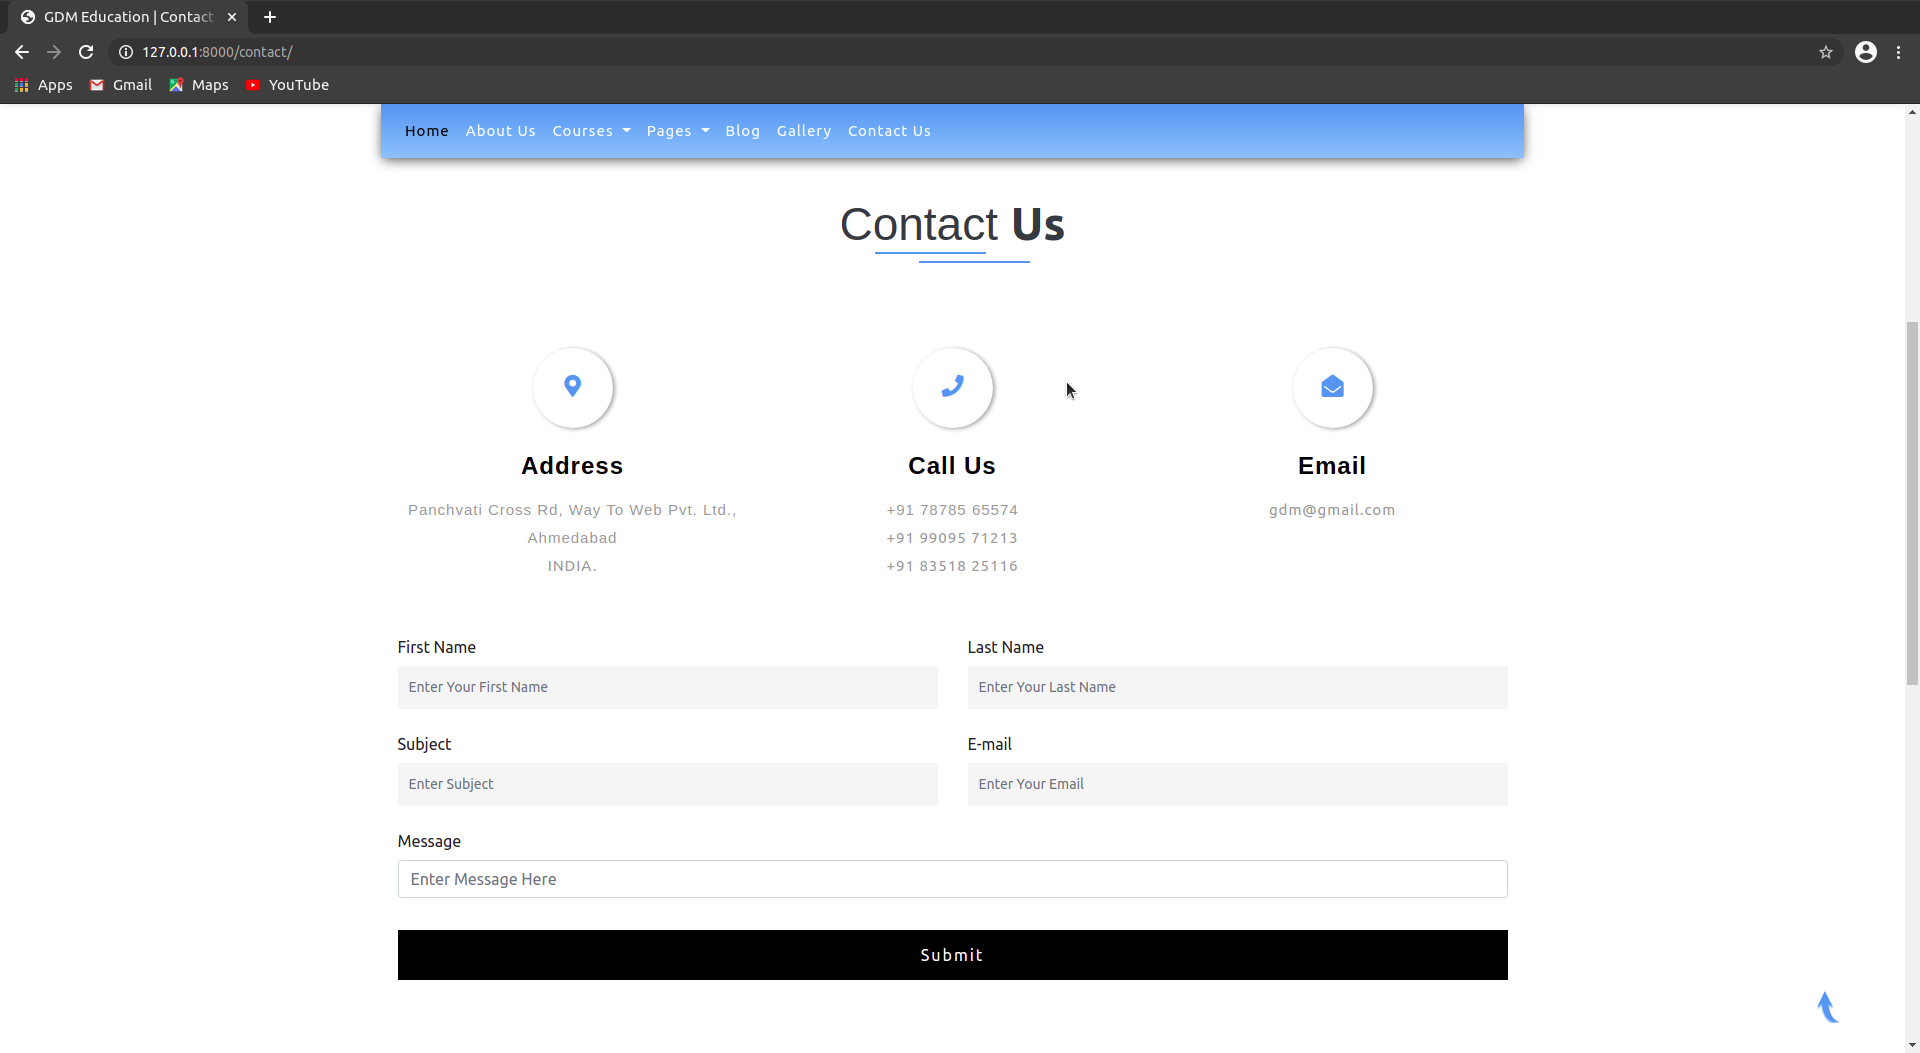 GDM Education | Contact
127.0.0.1:8000/contact/
Apps Gmail Maps YouTube
Home About Us Courses Pages Blog Gallery Contact Us
Contact Us
Address
Panchvati Cross Rd, Way To Web Pvt. Ltd.,
Ahmedabad
INDIA.
Call Us
+91 78785 65574
+91 99095 71213
+91 83518 25116
Email
gdm@gmail.com
First Name
Enter Your First Name
Last Name
Enter Your Last Name
Subject
Enter Subject
E-mail
Enter Your Email
Message
Enter Message Here
Submit